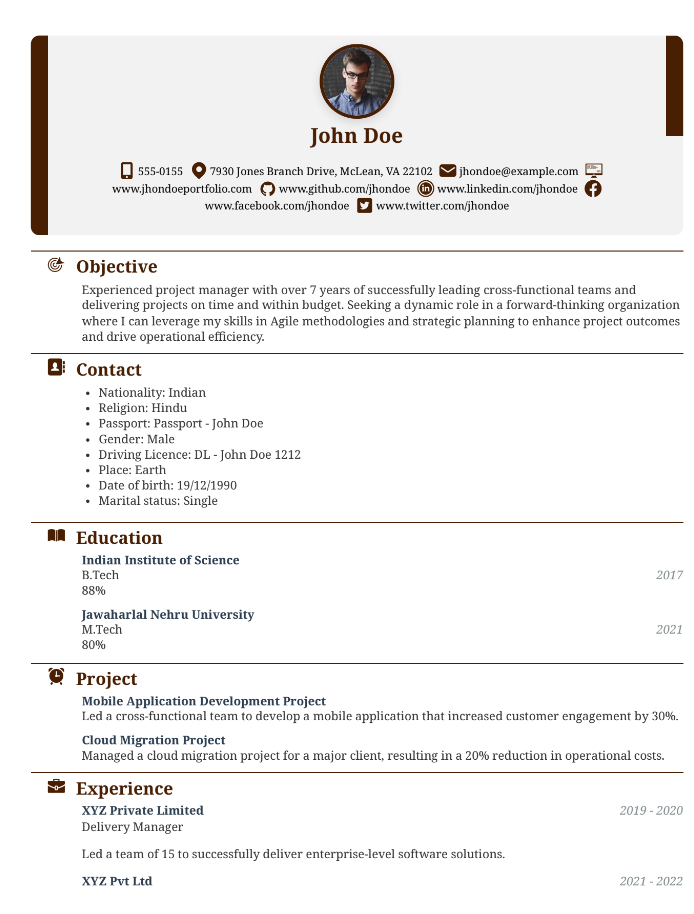 John Doe
555-0155 7930 Jones Branch Drive, McLean, VA 22102 jhondoe@example.com
www.jhondoeportfolio.com www.github.com/jhondoe www.linkedin.com/jhondoe
www.facebook.com/jhondoe www.twitter.com/jhondoe
Objective
Experienced project manager with over 7 years of successfully leading cross-functional teams and
delivering projects on time and within budget. Seeking a dynamic role in a forward-thinking organization
where I can leverage my skills in Agile methodologies and strategic planning to enhance project outcomes
and drive operational efficiency.
Contact
• Nationality: Indian
• Religion: Hindu
• Passport: Passport - John Doe
• Gender: Male
• Driving Licence: DL - John Doe 1212
• Place: Earth
• Date of birth: 19/12/1990
• Marital status: Single
Education
Indian Institute of Science
B.Tech 2017
88%
Jawaharlal Nehru University
M.Tech 2021
80%
Project
Mobile Application Development Project
Led a cross-functional team to develop a mobile application that increased customer engagement by 30%.
Cloud Migration Project
Managed a cloud migration project for a major client, resulting in a 20% reduction in operational costs.
Experience
XYZ Private Limited 2019 - 2020
Delivery Manager
Led a team of 15 to successfully deliver enterprise-level software solutions.
XYZ Pvt Ltd 2021 - 2022